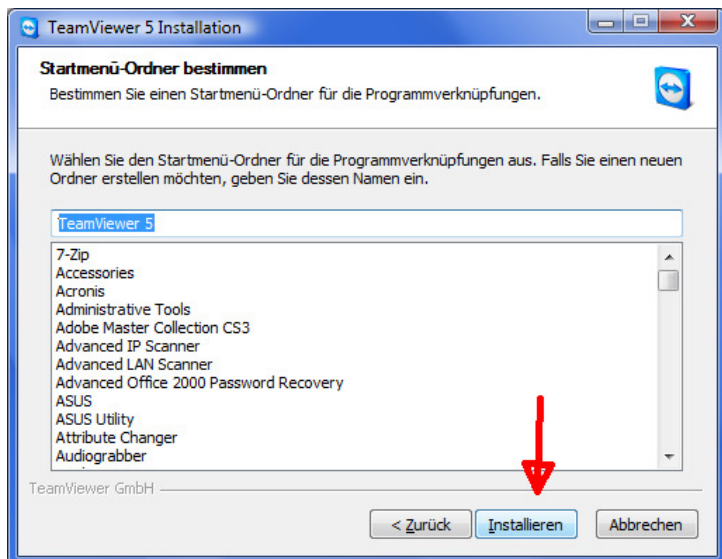 TeamViewer 5 Installation
Startmenü-Ordner bestimmen
Bestimmen Sie einen Startmenü-Ordner für die Programmverknüpfungen.
Wählen Sie den Startmenü-Ordner für die Programmverknüpfungen aus. Falls Sie einen neuen
Ordner erstellen möchten, geben Sie dessen Namen ein.
TeamViewer 5
7-Zip
Accessories
Acronis
Administrative Tools
Adobe Master Collection CS3
Advanced IP Scanner
Advanced LAN Scanner
Advanced Office 2000 Password Recovery
ASUS
ASUS Utility
Attribute Changer
Audiograbber
TeamViewer GmbH
< Zurück Installieren Abbrechen